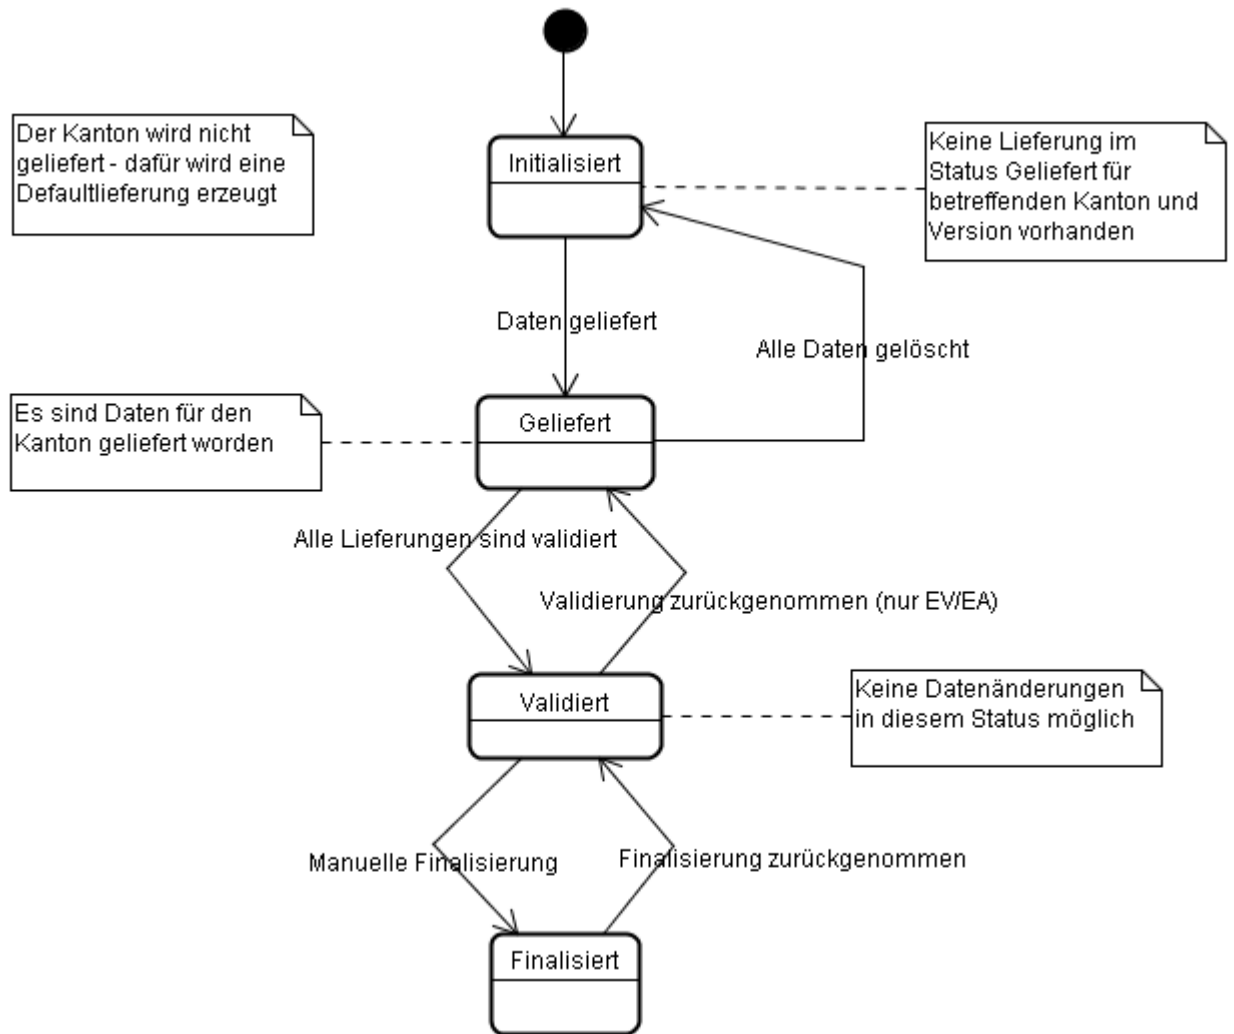 Der Kanton wird nicht
geliefert - dafür wird eine
Defaultlieferung erzeugt
Initialisiert
Keine Lieferung im
Status Geliefert für
betreffenden Kanton und
Version vorhanden
Daten geliefert
Alle Daten gelöscht
Es sind Daten für den
Kanton geliefert worden
Geliefert
Alle Lieferungen sind validiert
Validierung zurückgenommen (nur EV/EA)
Validiert
Keine Datenänderungen
in diesem Status möglich
Manuelle Finalisierung
Finalisierung zurückgenommen
Finalisiert